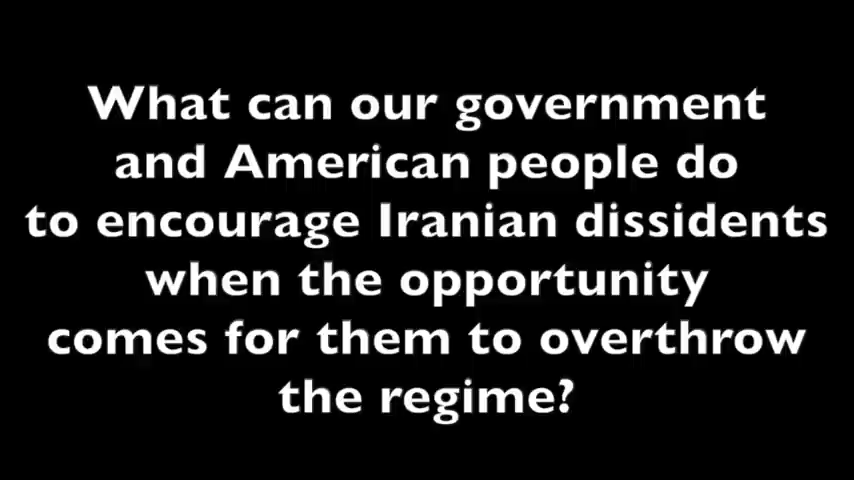 What can our government
and American people do
to encourage Iranian dissidents
when the opportunity
comes for them to overthrow
the regime?